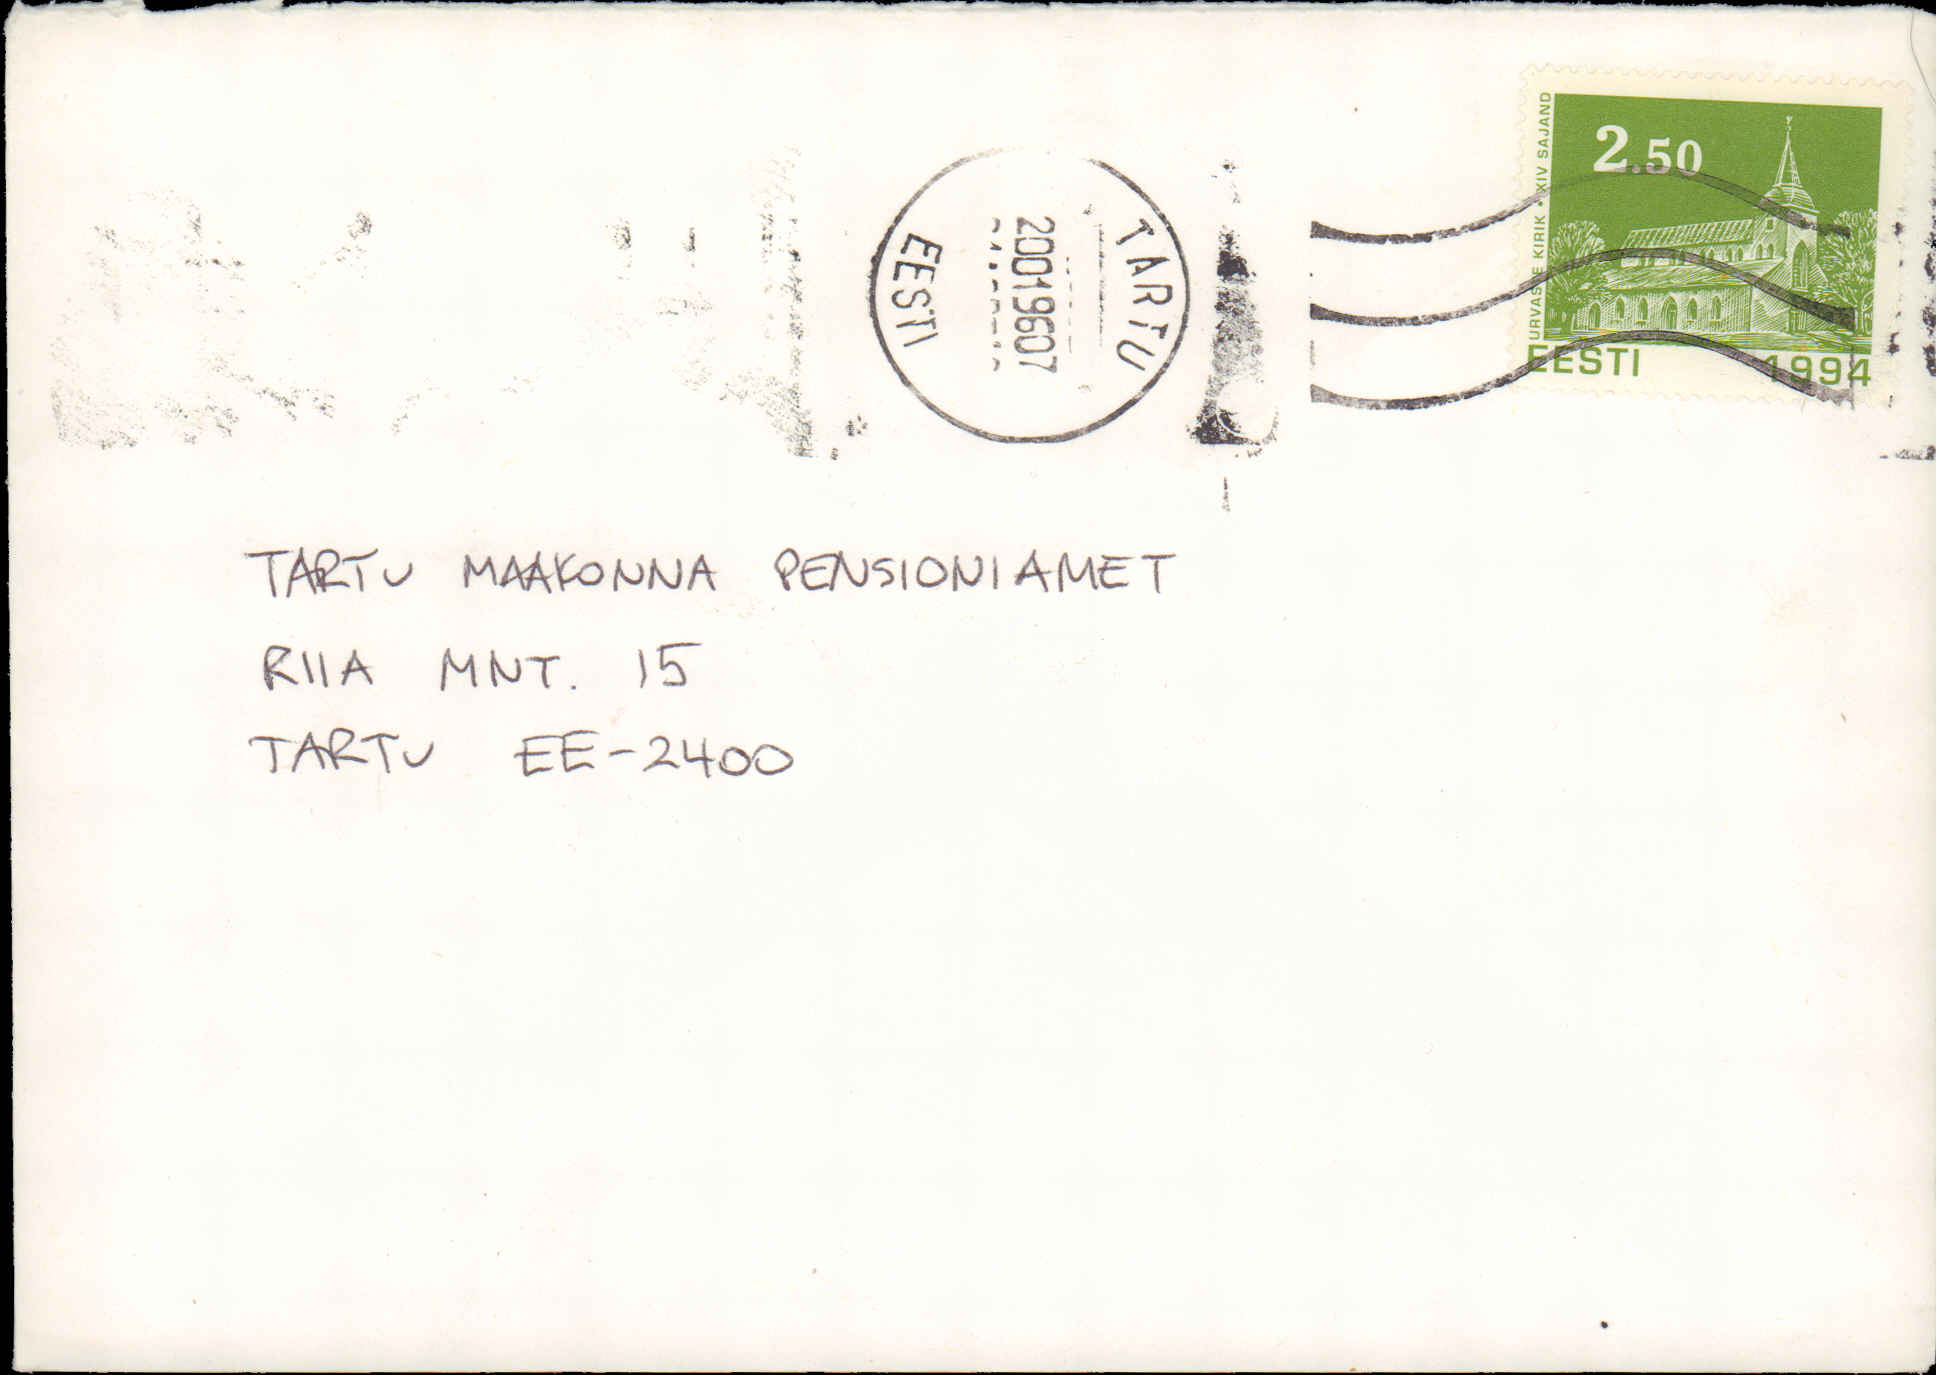 TARTU
20019607
EESTI
URVASTE KIRIK • XIV SAJAND
2.50
EESTI 1994
TARTU MAAKONNA PENSIONIAMET
RIIA MNT. 15
TARTU EE-2400